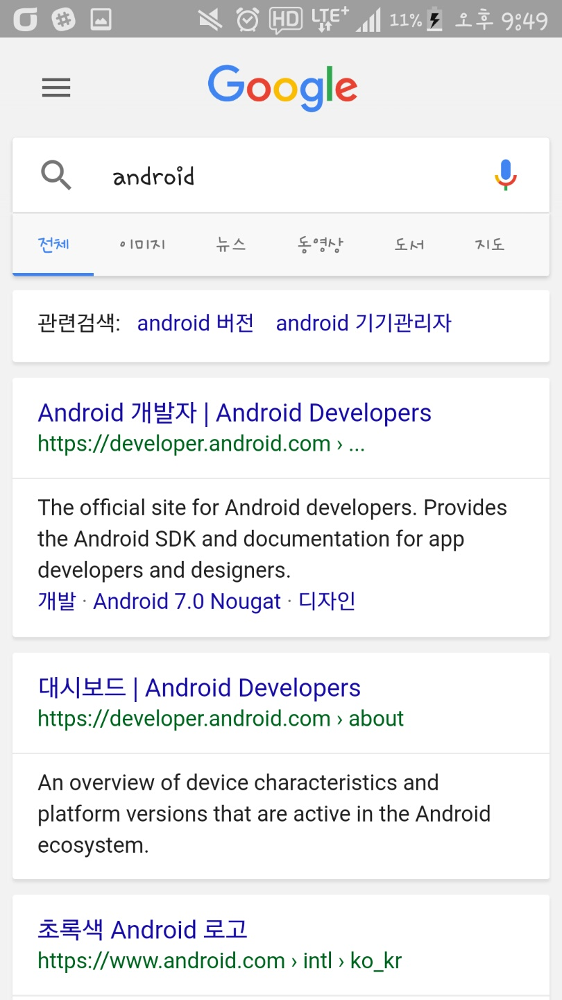 HD LTE+ 11% 오후 9:49
Google
android
전체 이미지 뉴스 동영상 도서 지도
관련검색: android 버전 android 기기관리자
Android 개발자 | Android Developers
https://developer.android.com › ...
The official site for Android developers. Provides
the Android SDK and documentation for app
developers and designers.
개발 · Android 7.0 Nougat · 디자인
대시보드 | Android Developers
https://developer.android.com › about
An overview of device characteristics and
platform versions that are active in the Android
ecosystem.
초록색 Android 로고
https://www.android.com › intl › ko_kr